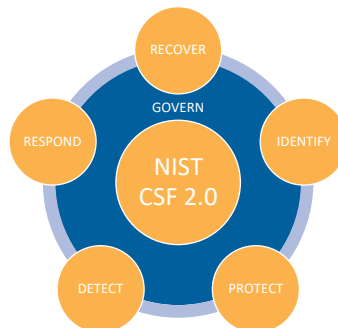 RECOVER
GOVERN
RESPOND
IDENTIFY
NIST
CSF 2.0
DETECT
PROTECT